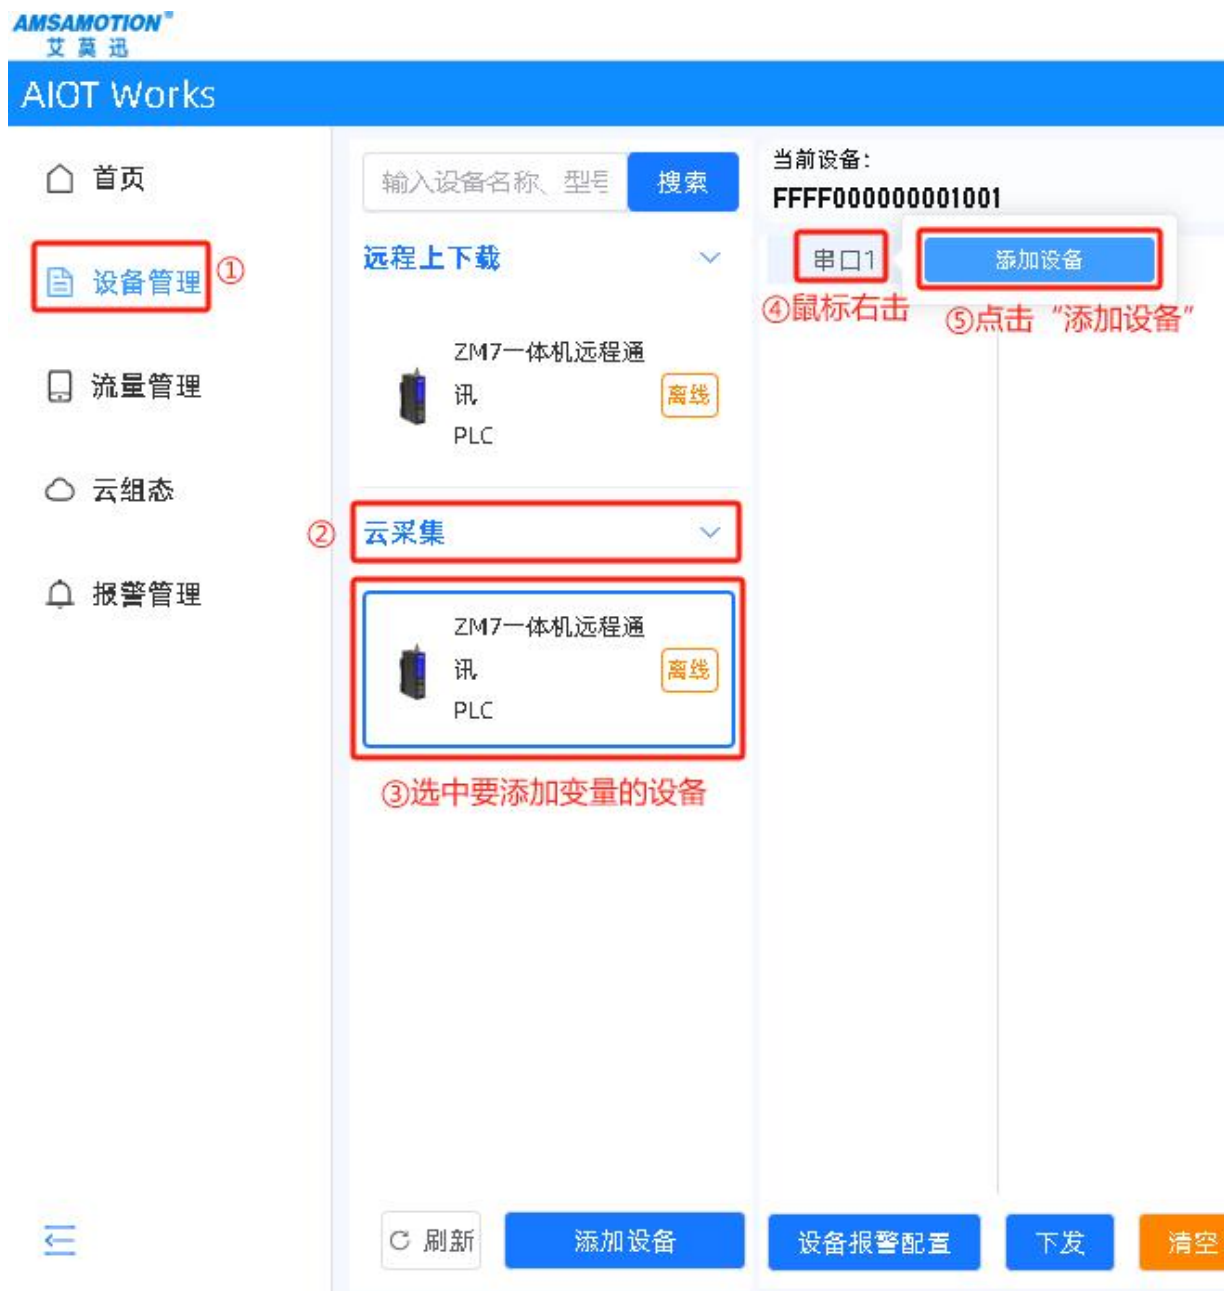 AMSAMOTION®
艾莫迅
AIOT Works
首页
设备管理 ①
流量管理
云组态
报警管理
输入设备名称、型号
搜索
远程上下载
ZM7一体机远程通
讯
PLC
离线
② 云采集
ZM7一体机远程通
讯
PLC
离线
③选中要添加变量的设备
当前设备：
FFFF000000001001
串口1
添加设备
④鼠标右击
⑤点击“添加设备”
刷新
添加设备
设备报警配置
下发
清空